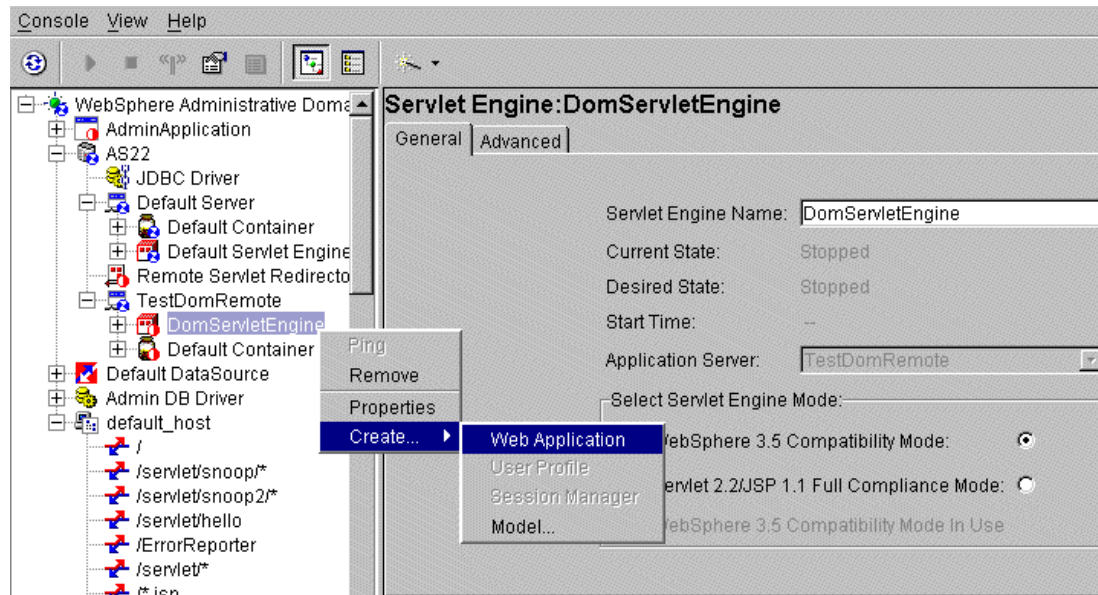 Console View Help
WebSphere Administrative Doma
AdminApplication
AS22
JDBC Driver
Default Server
Default Container
Default Servlet Engine
Remote Servlet Redirecto
TestDomRemote
DomServletEngine
Default Container
Default DataSource
Admin DB Driver
default_host
/
/servlet/snoop/*
/servlet/snoop2/*
/servlet/hello
/ErrorReporter
/servlet/*
/*.jsp
Ping
Remove
Properties
Create...
Web Application
User Profile
Session Manager
Model...
Servlet Engine:DomServletEngine
General Advanced
Servlet Engine Name: DomServletEngine
Current State: Stopped
Desired State: Stopped
Start Time: --
Application Server: TestDomRemote
Select Servlet Engine Mode:
ebSphere 3.5 Compatibility Mode:
ervlet 2.2/JSP 1.1 Full Compliance Mode:
ebSphere 3.5 Compatibility Mode In Use